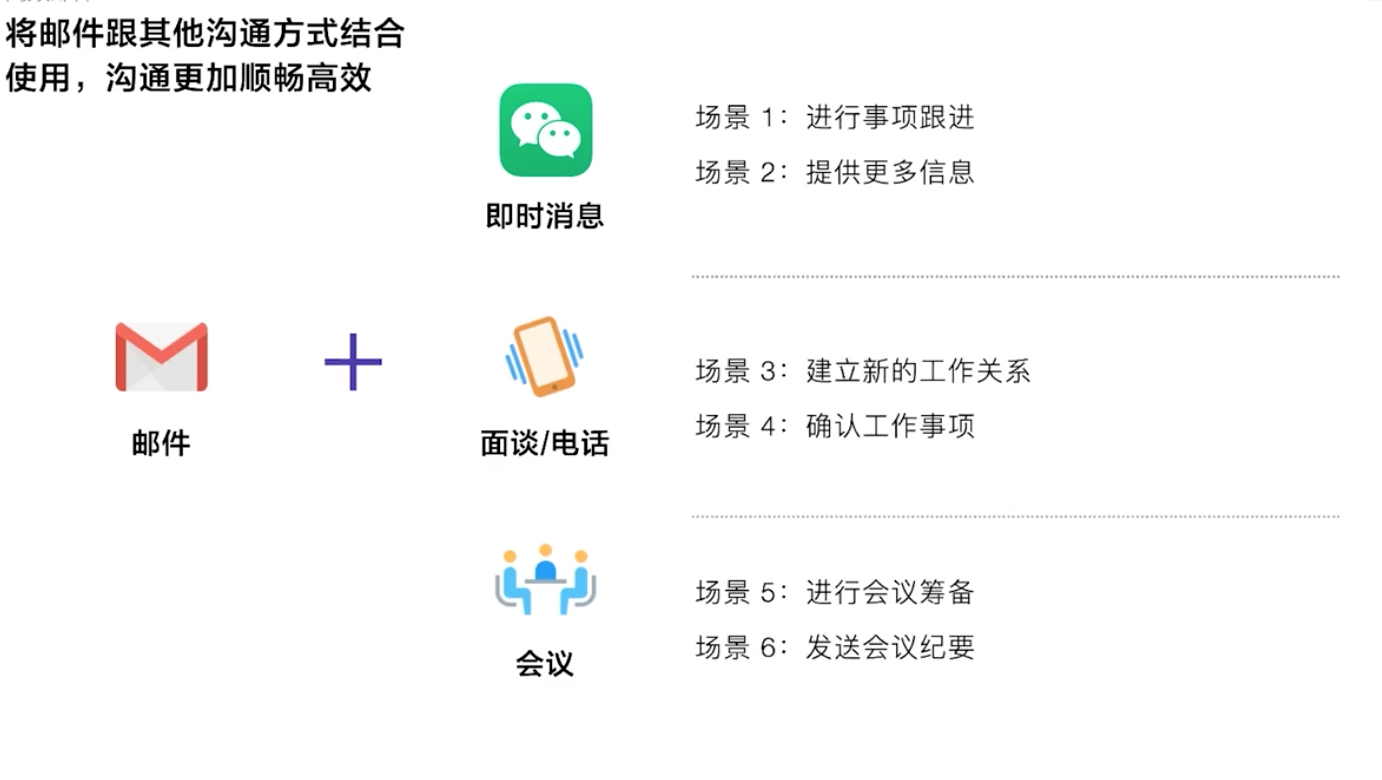 将邮件跟其他沟通方式结合
使用，沟通更加顺畅高效
即时消息
场景 1：进行事项跟进
场景 2：提供更多信息
邮件
面谈/电话
场景 3：建立新的工作关系
场景 4：确认工作事项
会议
场景 5：进行会议筹备
场景 6：发送会议纪要